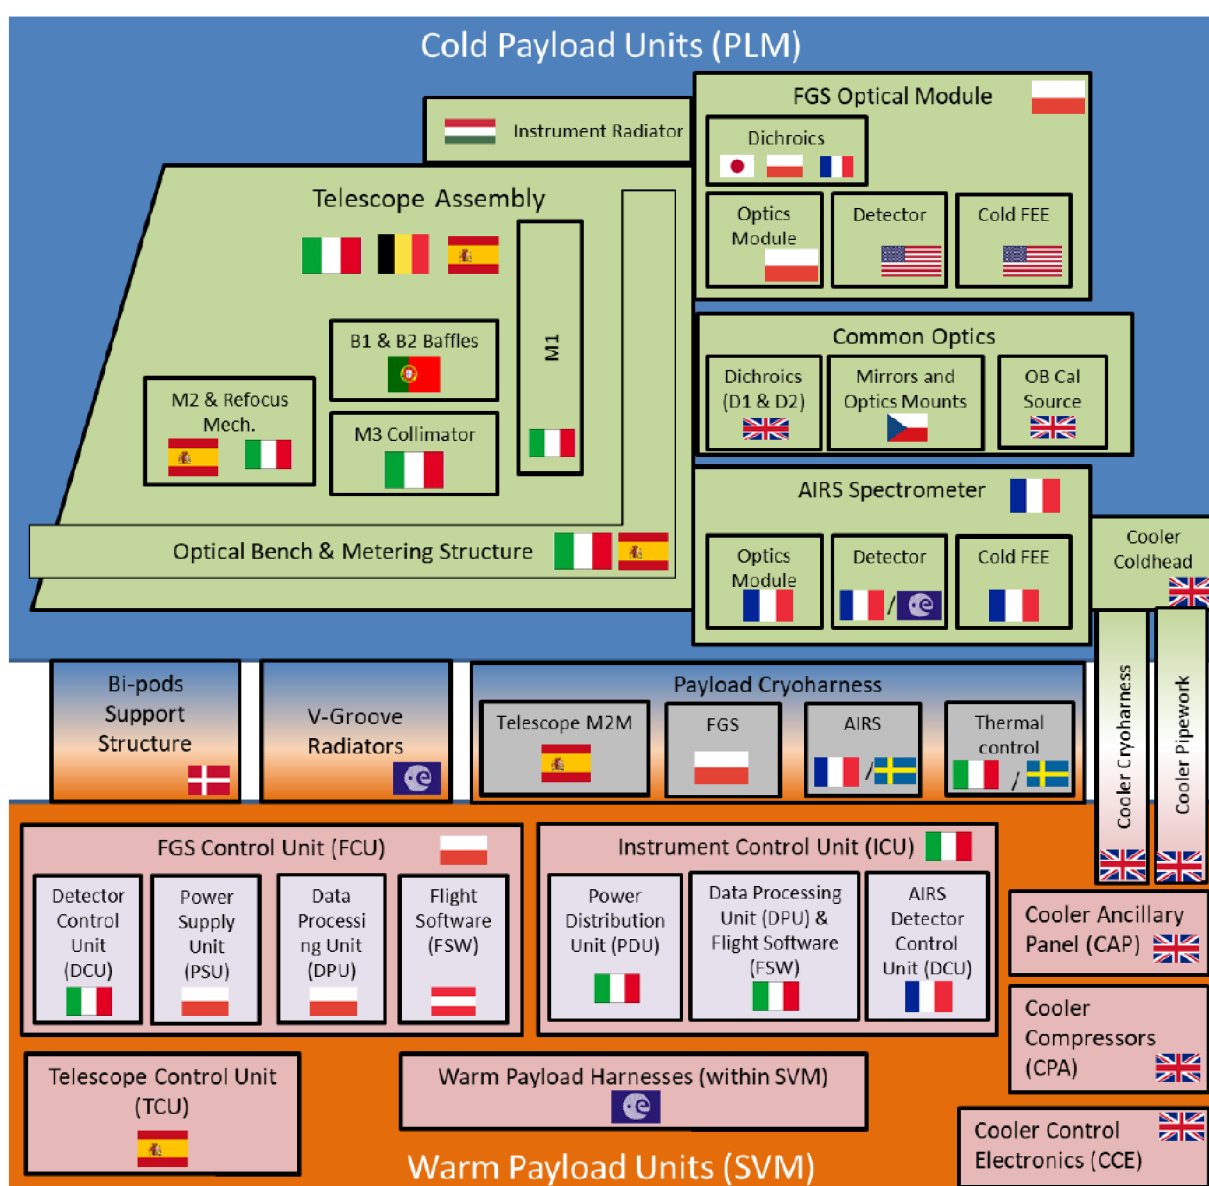 Cold Payload Units (PLM)
FGS Optical Module
Instrument Radiator
Dichroics
Telescope Assembly
Optics
Module
Detector
Cold FEE
M1
B1 & B2 Baffles
M2 & Refocus
Mech.
M3 Collimator
Optical Bench & Metering Structure
Common Optics
Dichroics
(D1 & D2)
Mirrors and
Optics Mounts
OB Cal
Source
AIRS Spectrometer
Optics
Module
Detector
/
Cold FEE
Cooler
Coldhead
Bi-pods
Support
Structure
V-Groove
Radiators
Payload Cryoharness
Telescope M2M
FGS
AIRS
/
Thermal
control
/
Cooler Cryoharness
Cooler Pipework
FGS Control Unit (FCU)
Detector
Control
Unit
(DCU)
Power
Supply
Unit
(PSU)
Data
Processi
ng Unit
(DPU)
Flight
Software
(FSW)
Instrument Control Unit (ICU)
Power
Distribution
Unit (PDU)
Data Processing
Unit (DPU) &
Flight Software
(FSW)
AIRS
Detector
Control
Unit (DCU)
Cooler Ancillary
Panel (CAP)
Cooler
Compressors
(CPA)
Telescope Control Unit
(TCU)
Warm Payload Harnesses (within SVM)
Cooler Control
Electronics (CCE)
Warm Payload Units (SVM)